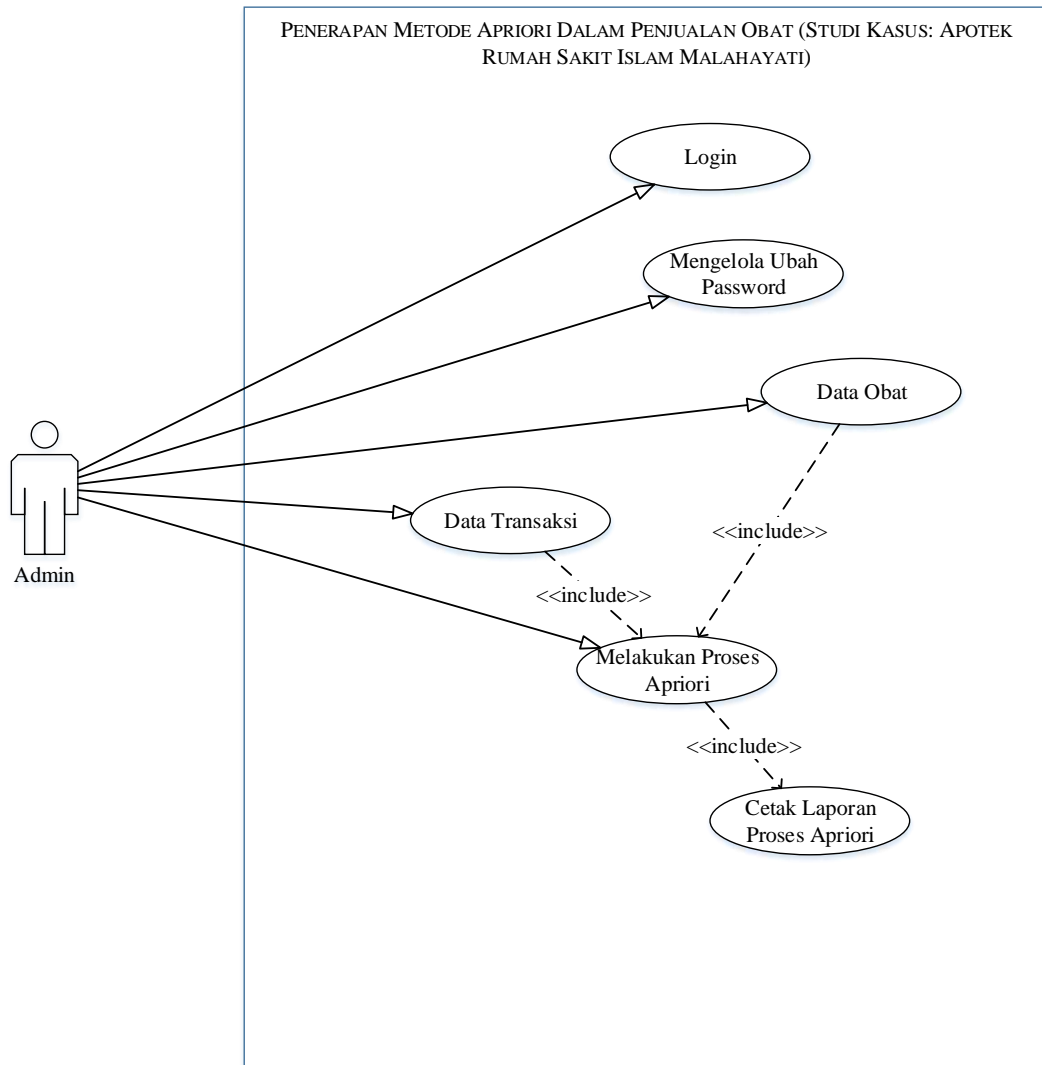 PENERAPAN METODE APRIORI DALAM PENJUALAN OBAT (STUDI KASUS: APOTEK
RUMAH SAKIT ISLAM MALAHAYATI)
Login
Mengelola Ubah
Password
Data Obat
Data Transaksi
<<include>>
Admin
<<include>>
Melakukan Proses
Apriori
<<include>>
Cetak Laporan
Proses Apriori